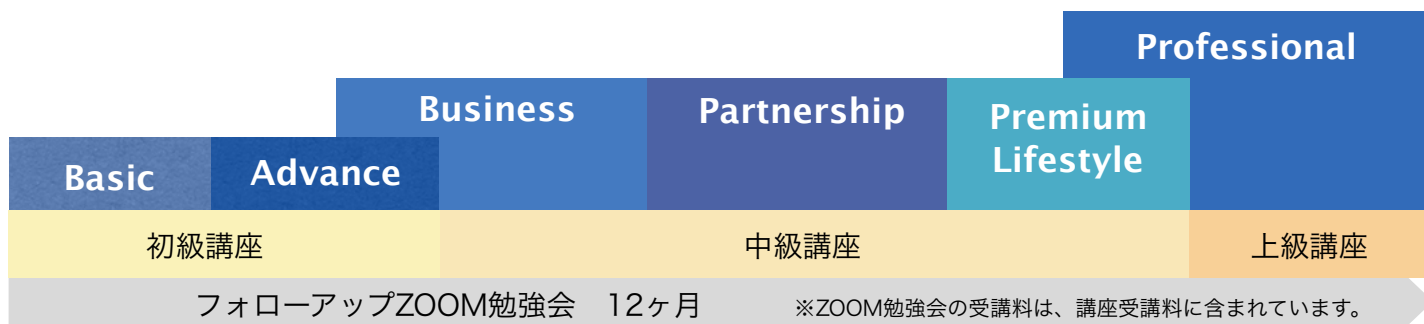 Professional
Business
Partnership
Premium
Lifestyle
Basic
Advance
初級講座
中級講座
上級講座
フォローアップZOOM勉強会　12ヶ月　※ZOOM勉強会の受講料は、講座受講料に含まれています。